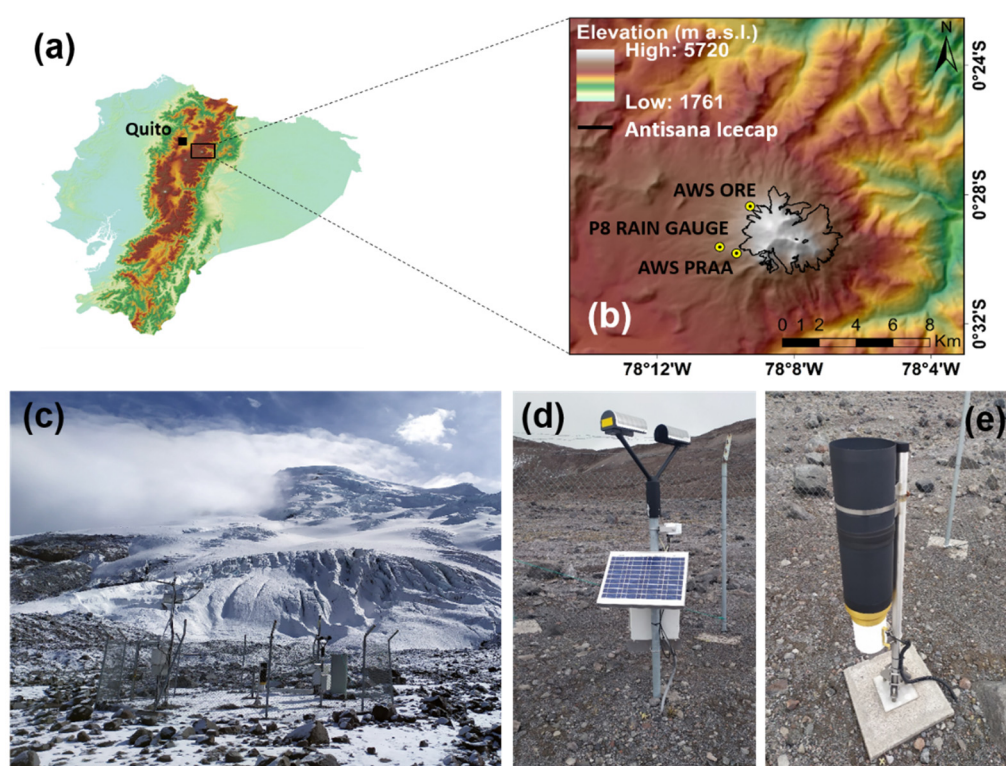 (a)
Quito
Elevation (m a.s.l.)
High: 5720
Low: 1761
Antisana Icecap
N
0°24'S
AWS ORE
0°28'S
P8 RAIN GAUGE
AWS PRAA
(b)
0 1 2 4 6 8
Km
0°32'S
78°12'W
78°8'W
78°4'W
(c)
(d)
(e)